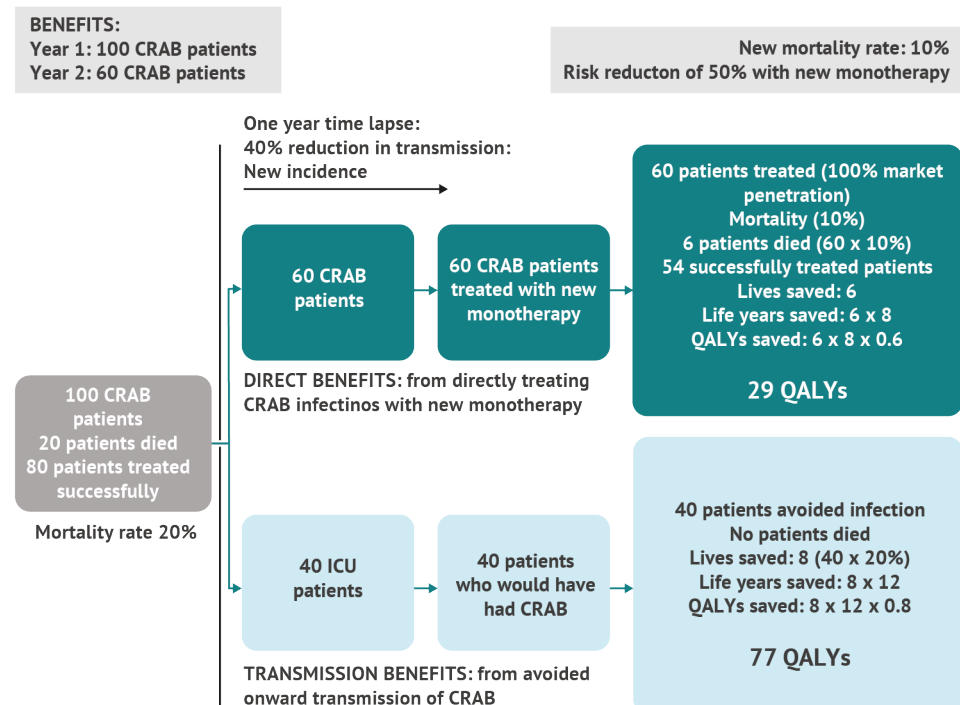 BENEFITS:
Year 1: 100 CRAB patients
Year 2: 60 CRAB patients
New mortality rate: 10%
Risk reducton of 50% with new monotherapy
One year time lapse:
40% reduction in transmission:
New incidence
60 CRAB
patients
60 CRAB patients
treated with new
monotherapy
60 patients treated (100% market
penetration)
Mortality (10%)
6 patients died (60 x 10%)
54 successfully treated patients
Lives saved: 6
Life years saved: 6 x 8
QALYs saved: 6 x 8 x 0.6
29 QALYs
DIRECT BENEFITS: from directly treating
CRAB infectinos with new monotherapy
100 CRAB
patients
20 patients died
80 patients treated
successfully
Mortality rate 20%
40 ICU
patients
40 patients
who would have
had CRAB
40 patients avoided infection
No patients died
Lives saved: 8 (40 x 20%)
Life years saved: 8 x 12
QALYs saved: 8 x 12 x 0.8
77 QALYs
TRANSMISSION BENEFITS: from avoided
onward transmission of CRAB